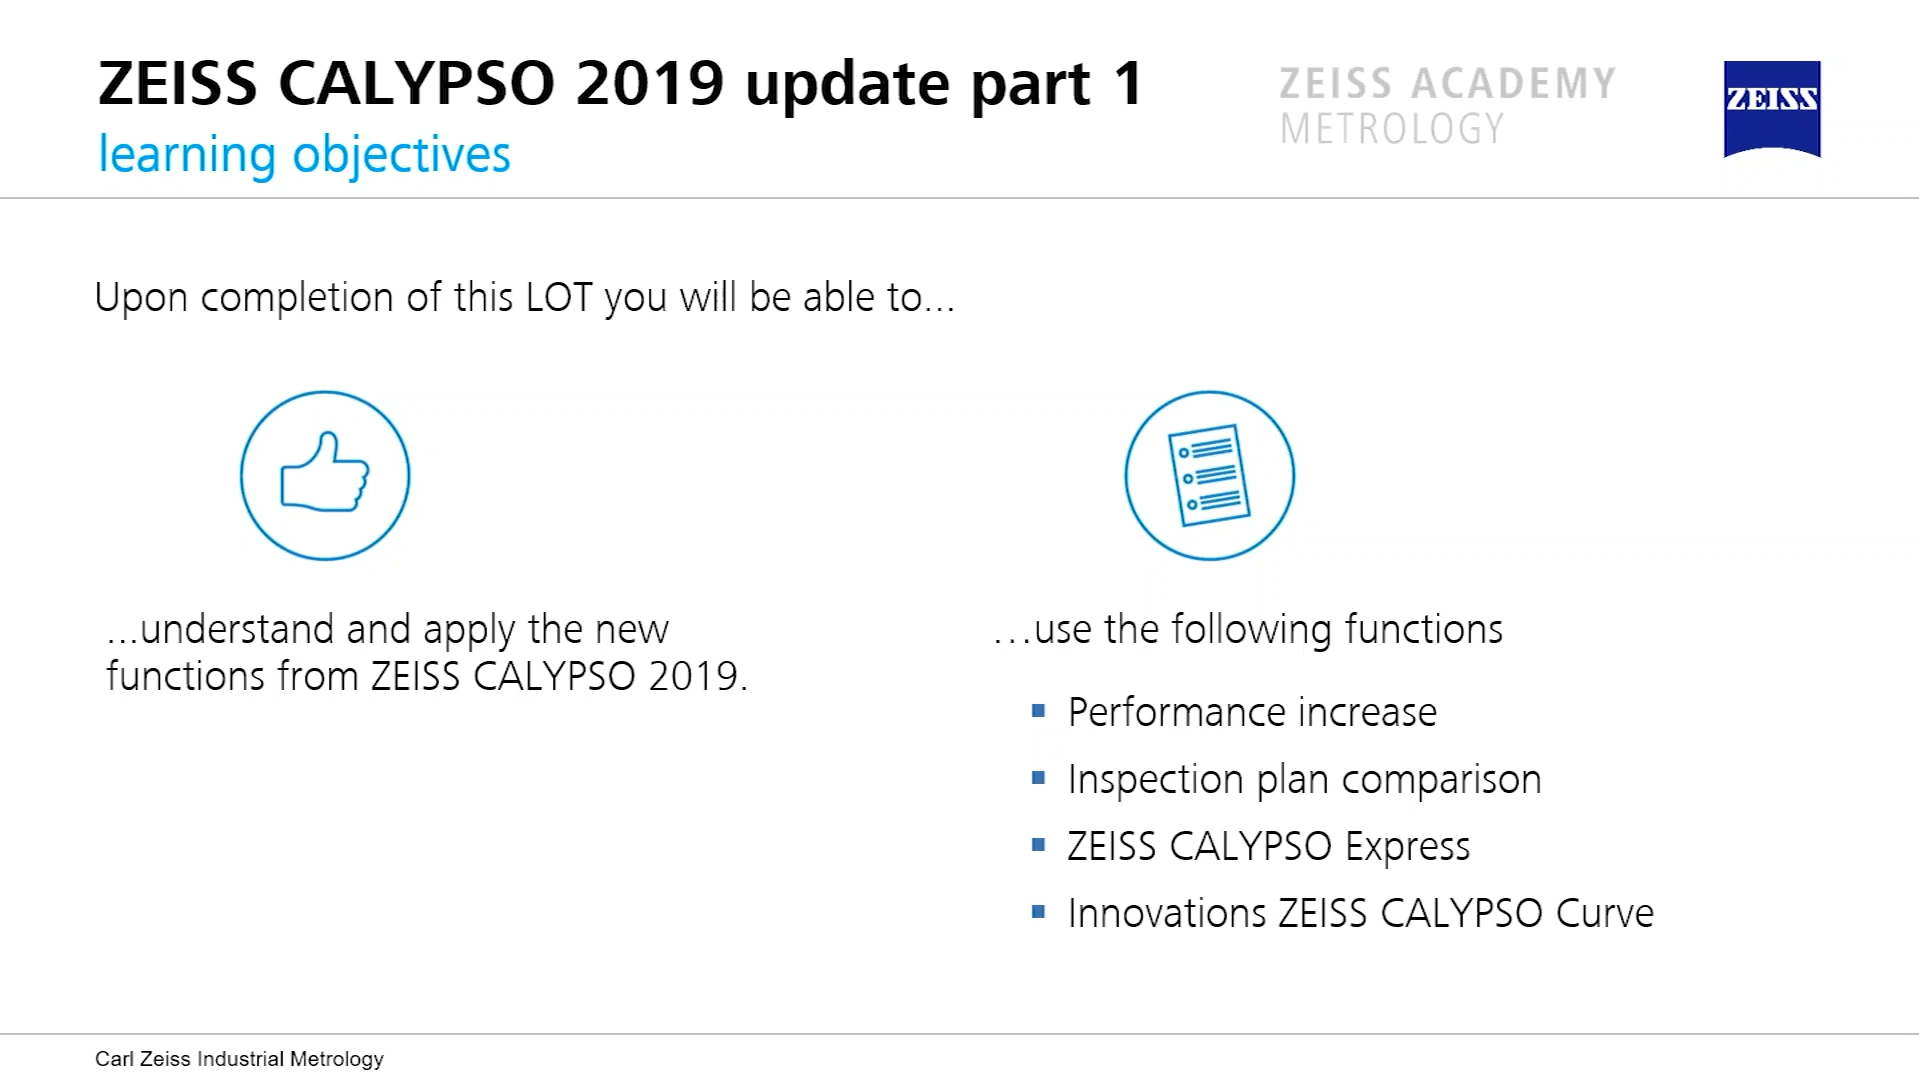 ZEISS CALYPSO 2019 update part 1
learning objectives
ZEISS ACADEMY
METROLOGY
ZEISS
Upon completion of this LOT you will be able to...
...understand and apply the new
functions from ZEISS CALYPSO 2019.
...use the following functions
▪ Performance increase
▪ Inspection plan comparison
▪ ZEISS CALYPSO Express
▪ Innovations ZEISS CALYPSO Curve
Carl Zeiss Industrial Metrology